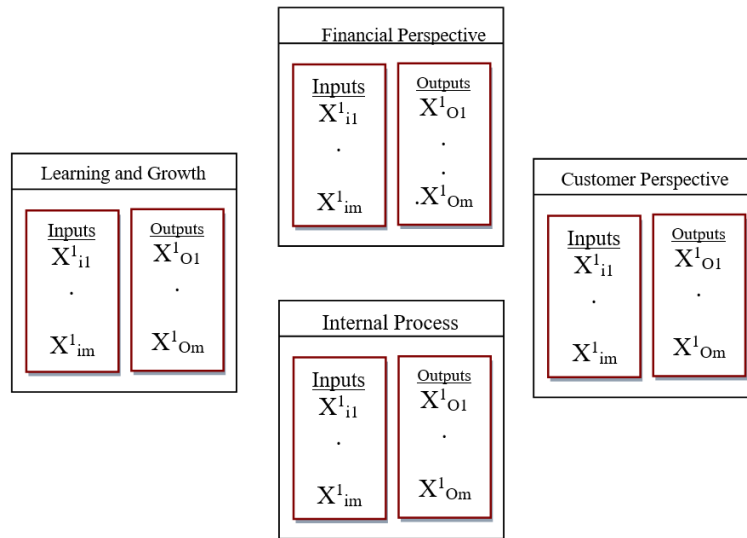 Financial Perspective
Inputs
X¹i1
.
X¹im
Outputs
X¹O1
.
.
.X¹Om
Learning and Growth
Inputs
X¹i1
.
X¹im
Outputs
X¹O1
.
X¹Om
Customer Perspective
Inputs
X¹i1
.
X¹im
Outputs
X¹O1
.
X¹Om
Internal Process
Inputs
X¹i1
.
X¹im
Outputs
X¹O1
.
X¹Om